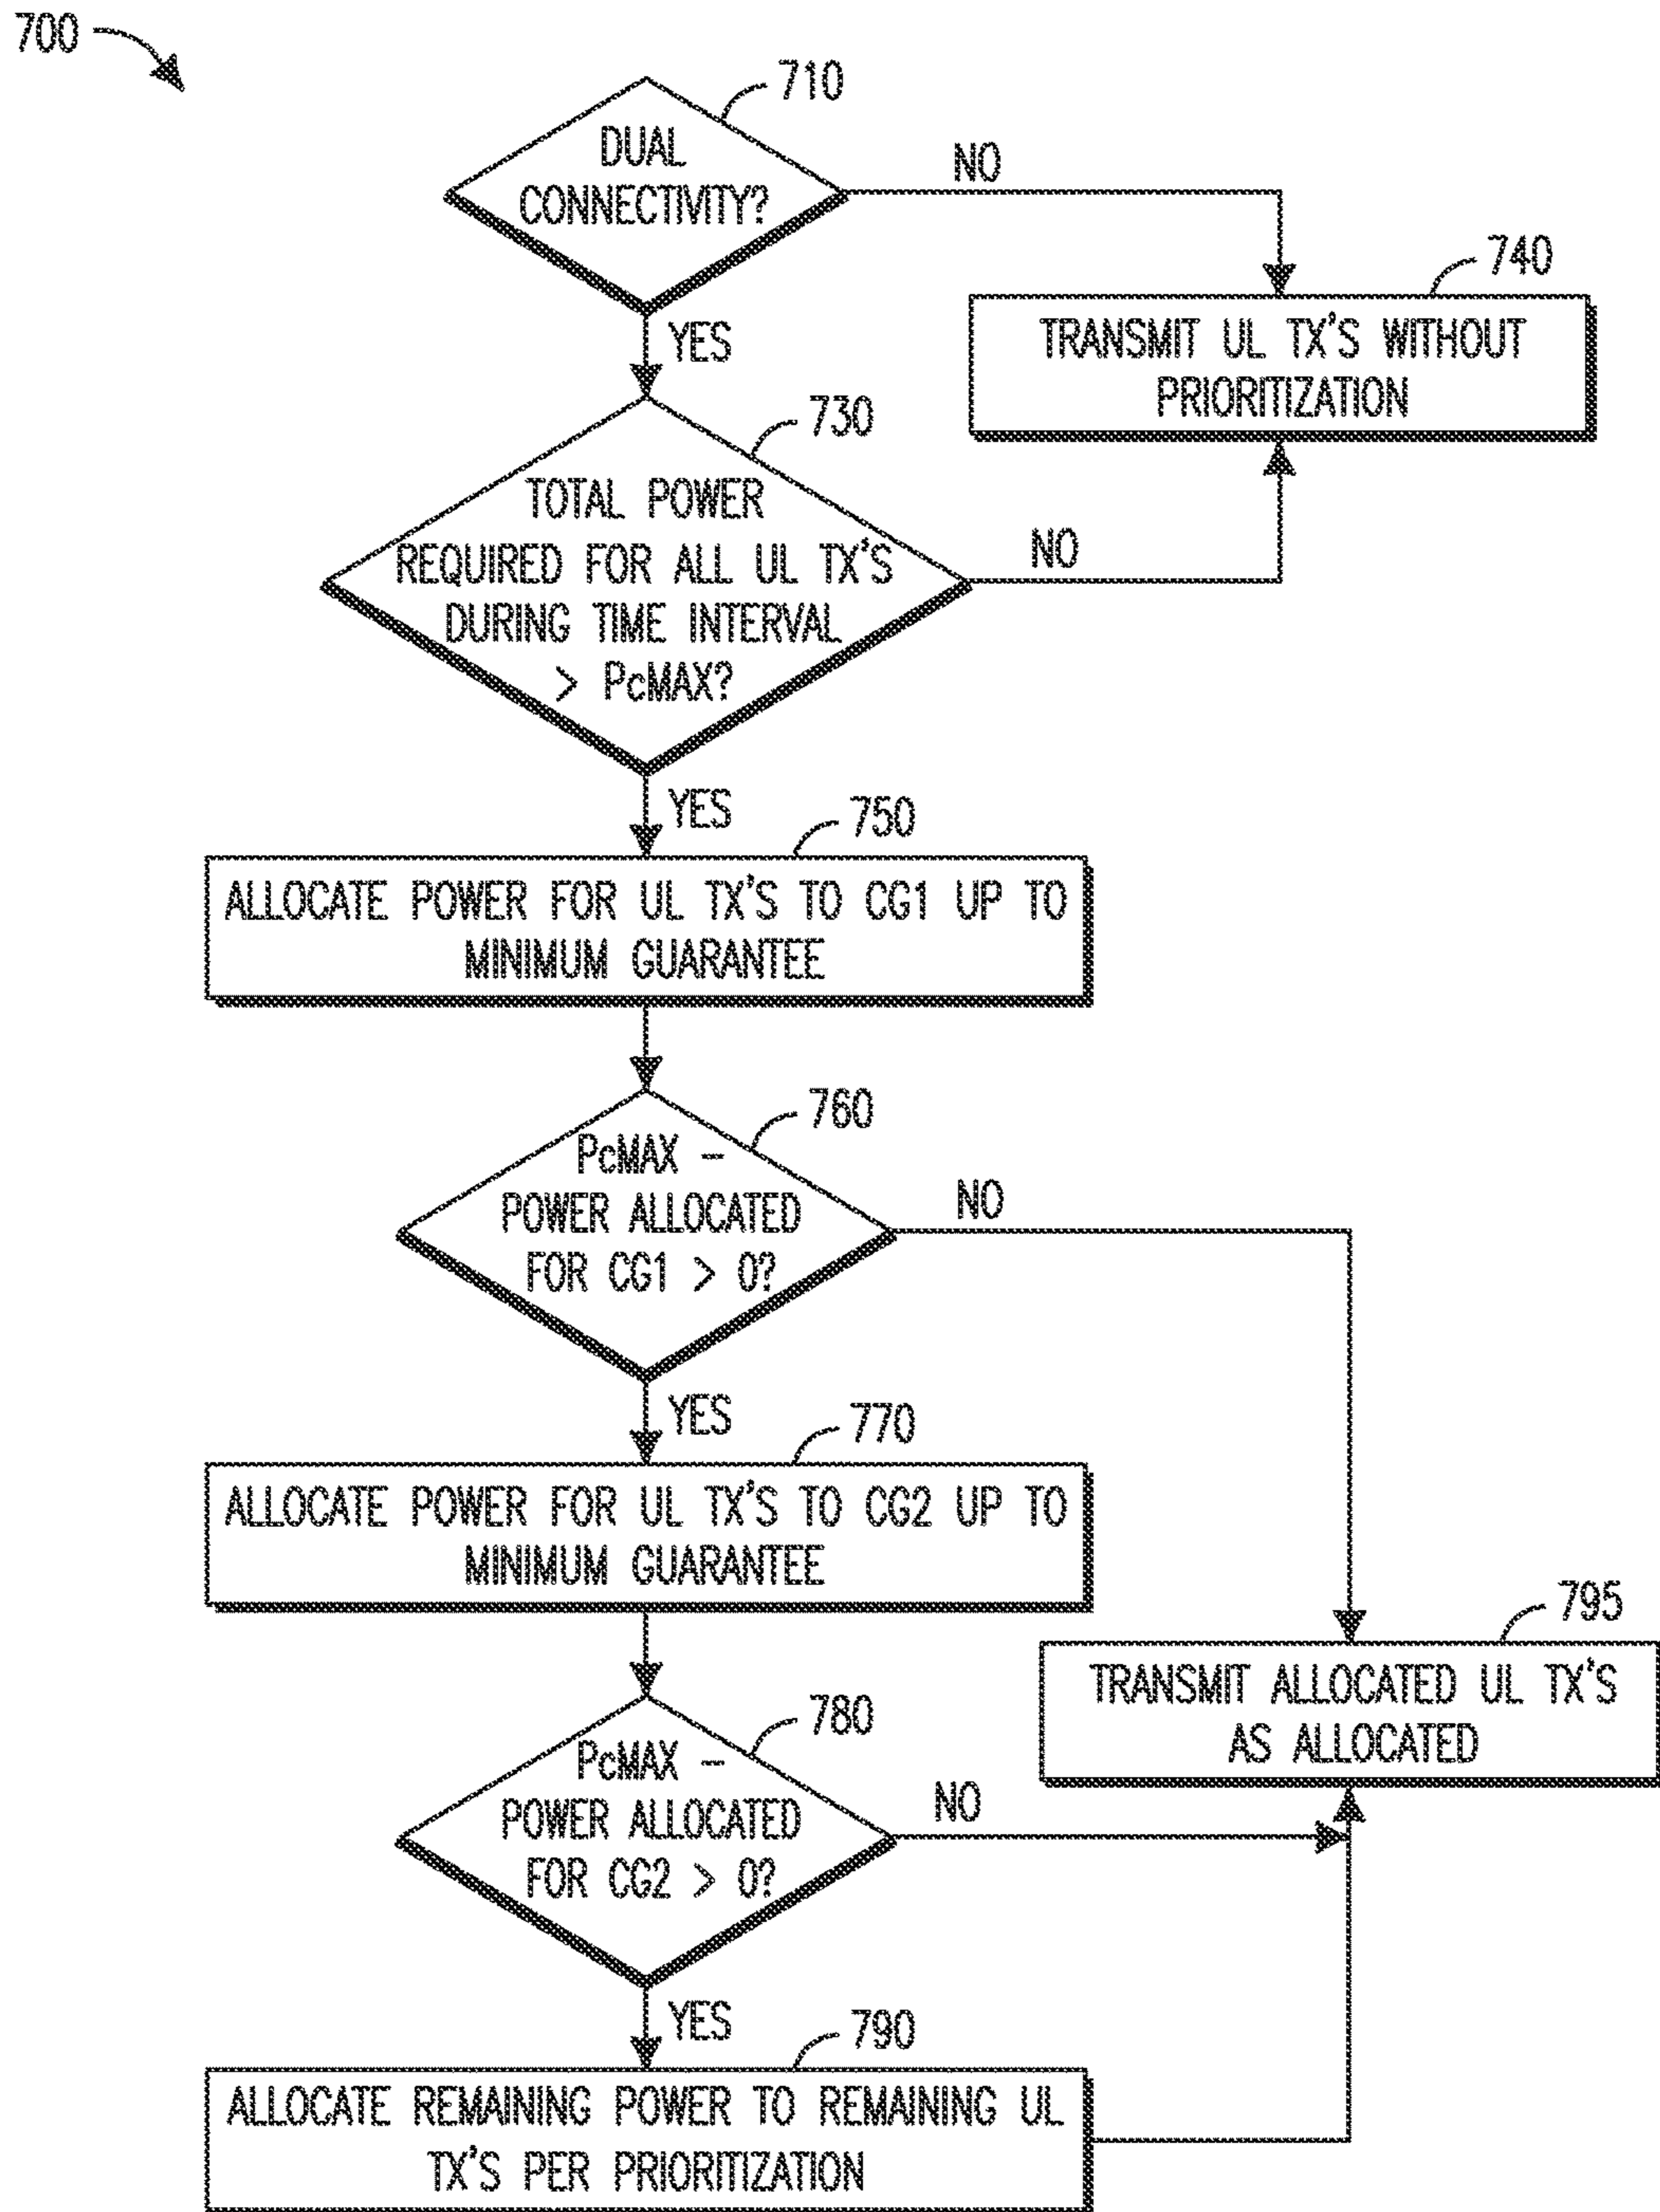 700
710
DUAL
CONNECTIVITY?
NO
740
TRANSMIT UL TX'S WITHOUT
PRIORITIZATION
YES
730
TOTAL POWER
REQUIRED FOR ALL UL TX'S
DURING TIME INTERVAL
> PcMAX?
NO
YES
750
ALLOCATE POWER FOR UL TX'S TO CG1 UP TO
MINIMUM GUARANTEE
760
PcMAX –
POWER ALLOCATED
FOR CG1 > 0?
NO
YES
770
ALLOCATE POWER FOR UL TX'S TO CG2 UP TO
MINIMUM GUARANTEE
795
TRANSMIT ALLOCATED UL TX'S
AS ALLOCATED
780
PcMAX –
POWER ALLOCATED
FOR CG2 > 0?
NO
YES
790
ALLOCATE REMAINING POWER TO REMAINING UL
TX'S PER PRIORITIZATION